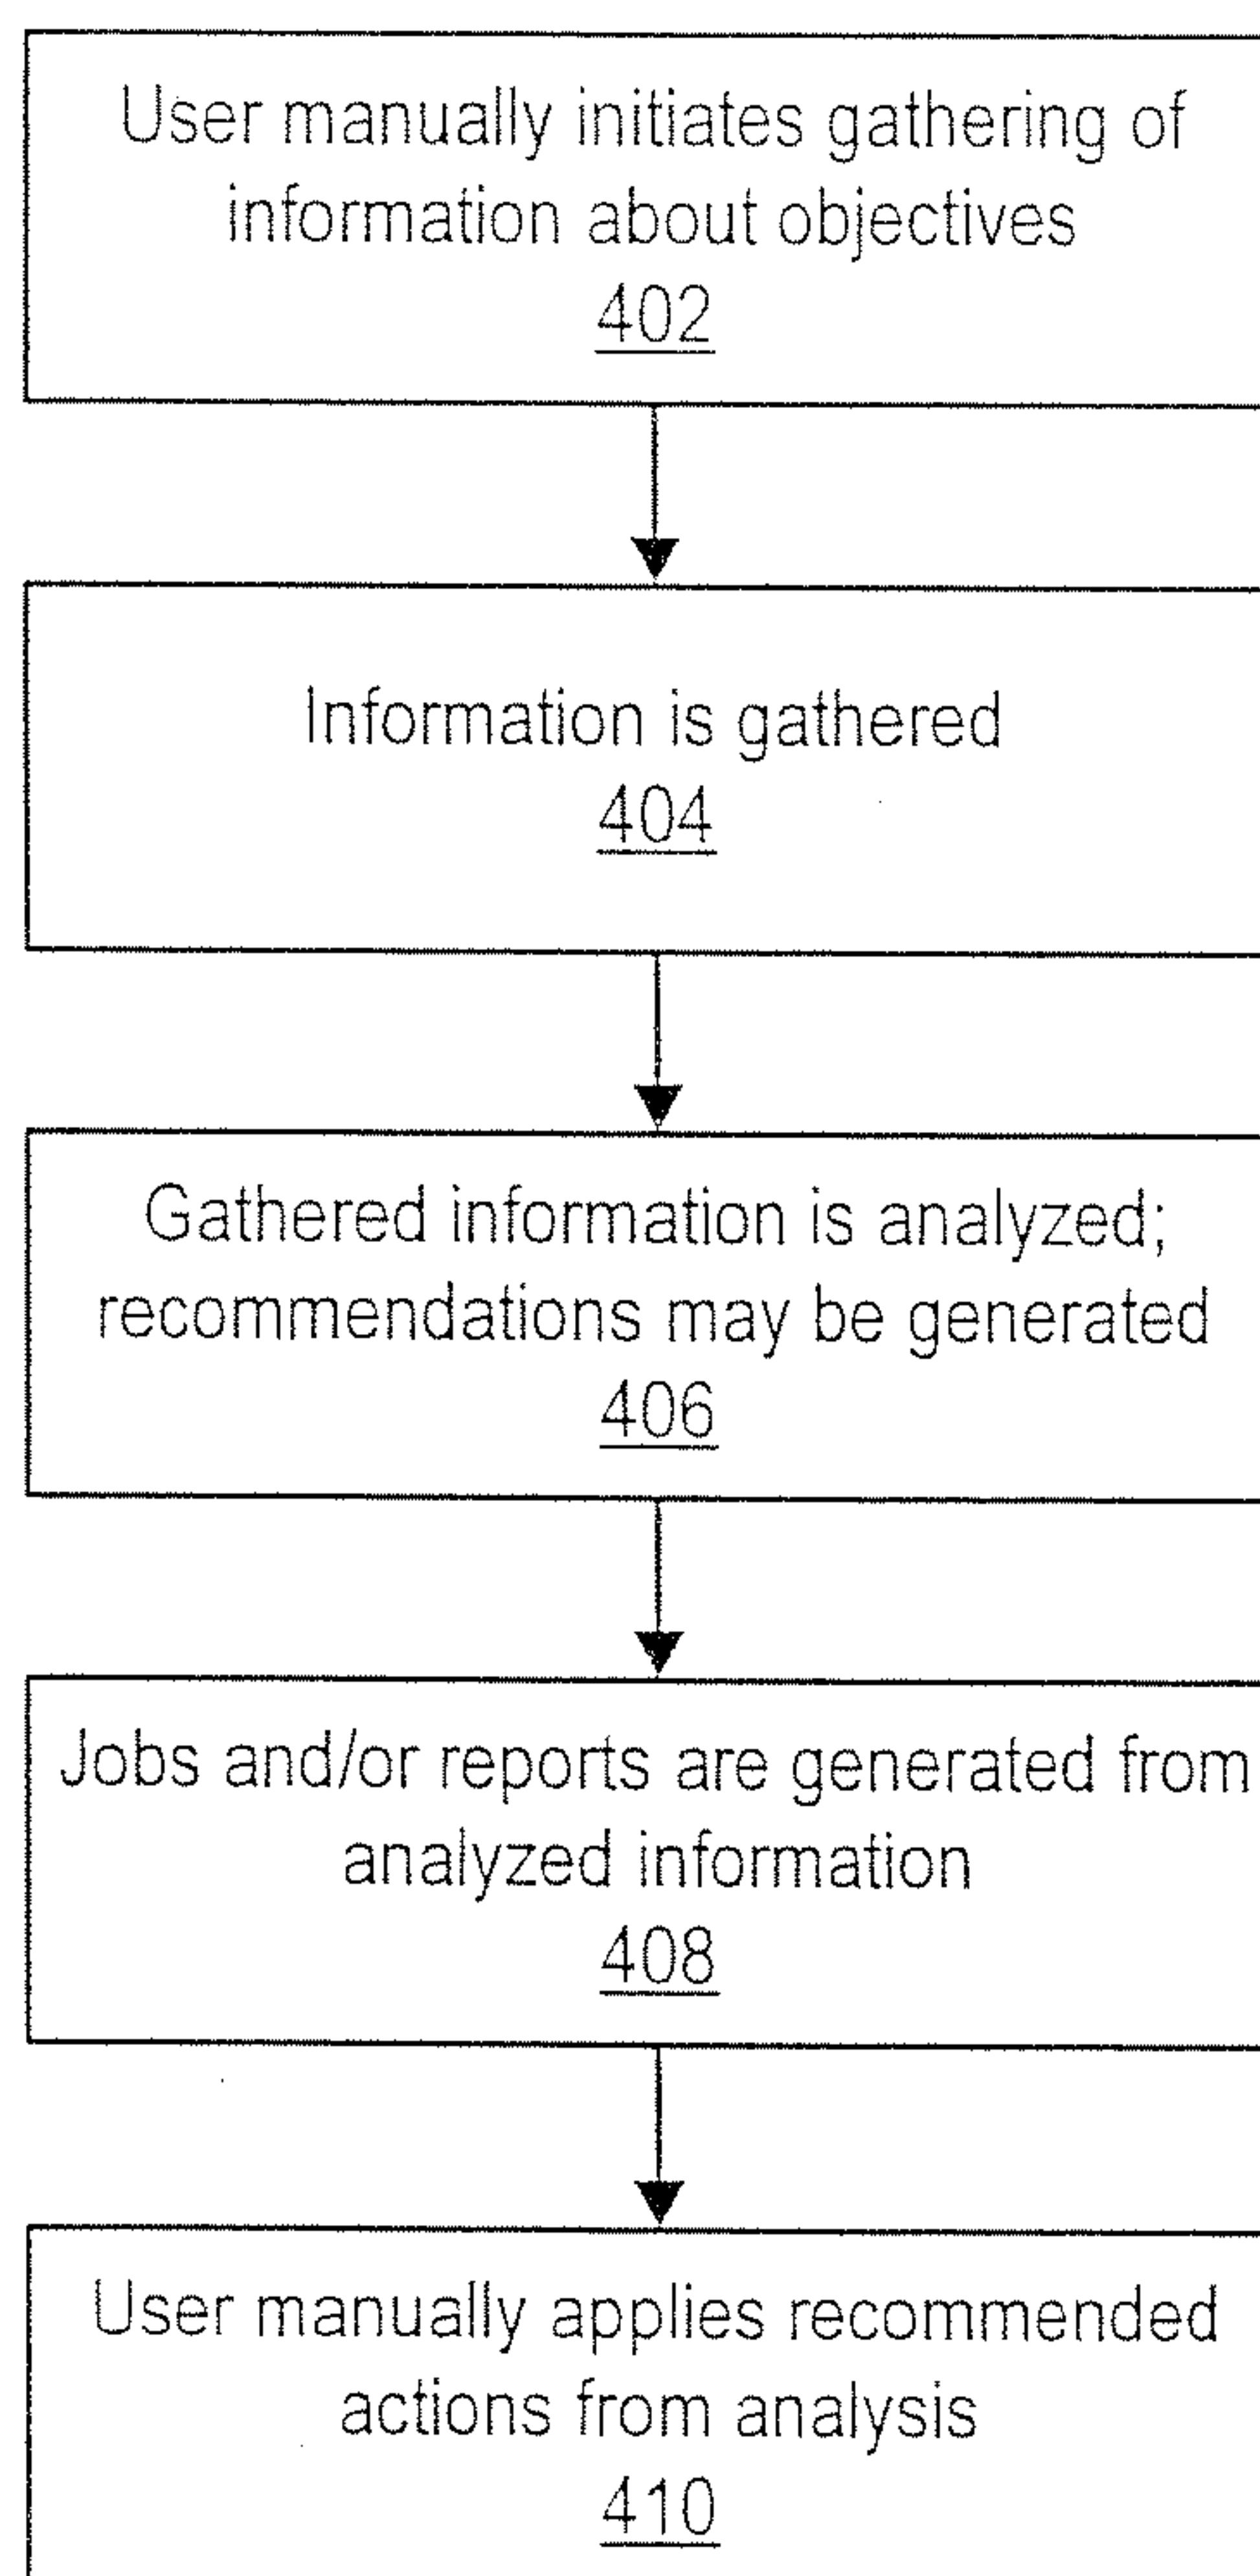 User manually initiates gathering of
information about objectives
402
Information is gathered
404
Gathered information is analyzed;
recommendations may be generated
406
Jobs and/or reports are generated from
analyzed information
408
User manually applies recommended
actions from analysis
410